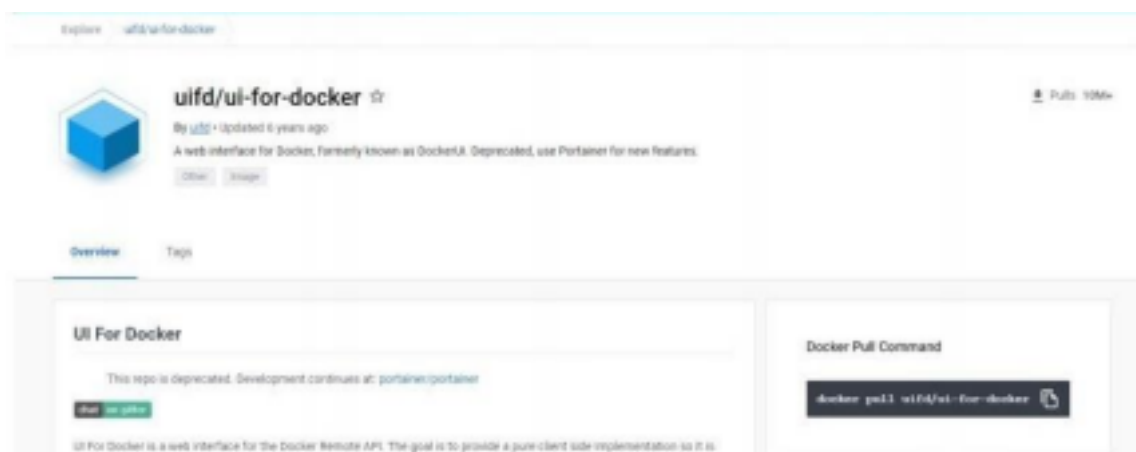 Explore uifd/ui-for-docker
uifd/ui-for-docker
Pulls 10M+
By uifd • Updated 6 years ago
A web interface for Docker, formerly known as DockerUI. Deprecated, use Portainer for new features.
Other Image
Overview Tags
UI For Docker
Docker Pull Command
This repo is deprecated. Development continues at: portainer/portainer
docker pull uifd/ui-for-docker
chat on gitter
UI For Docker is a web interface for the Docker Remote API. The goal is to provide a pure client side implementation so it is